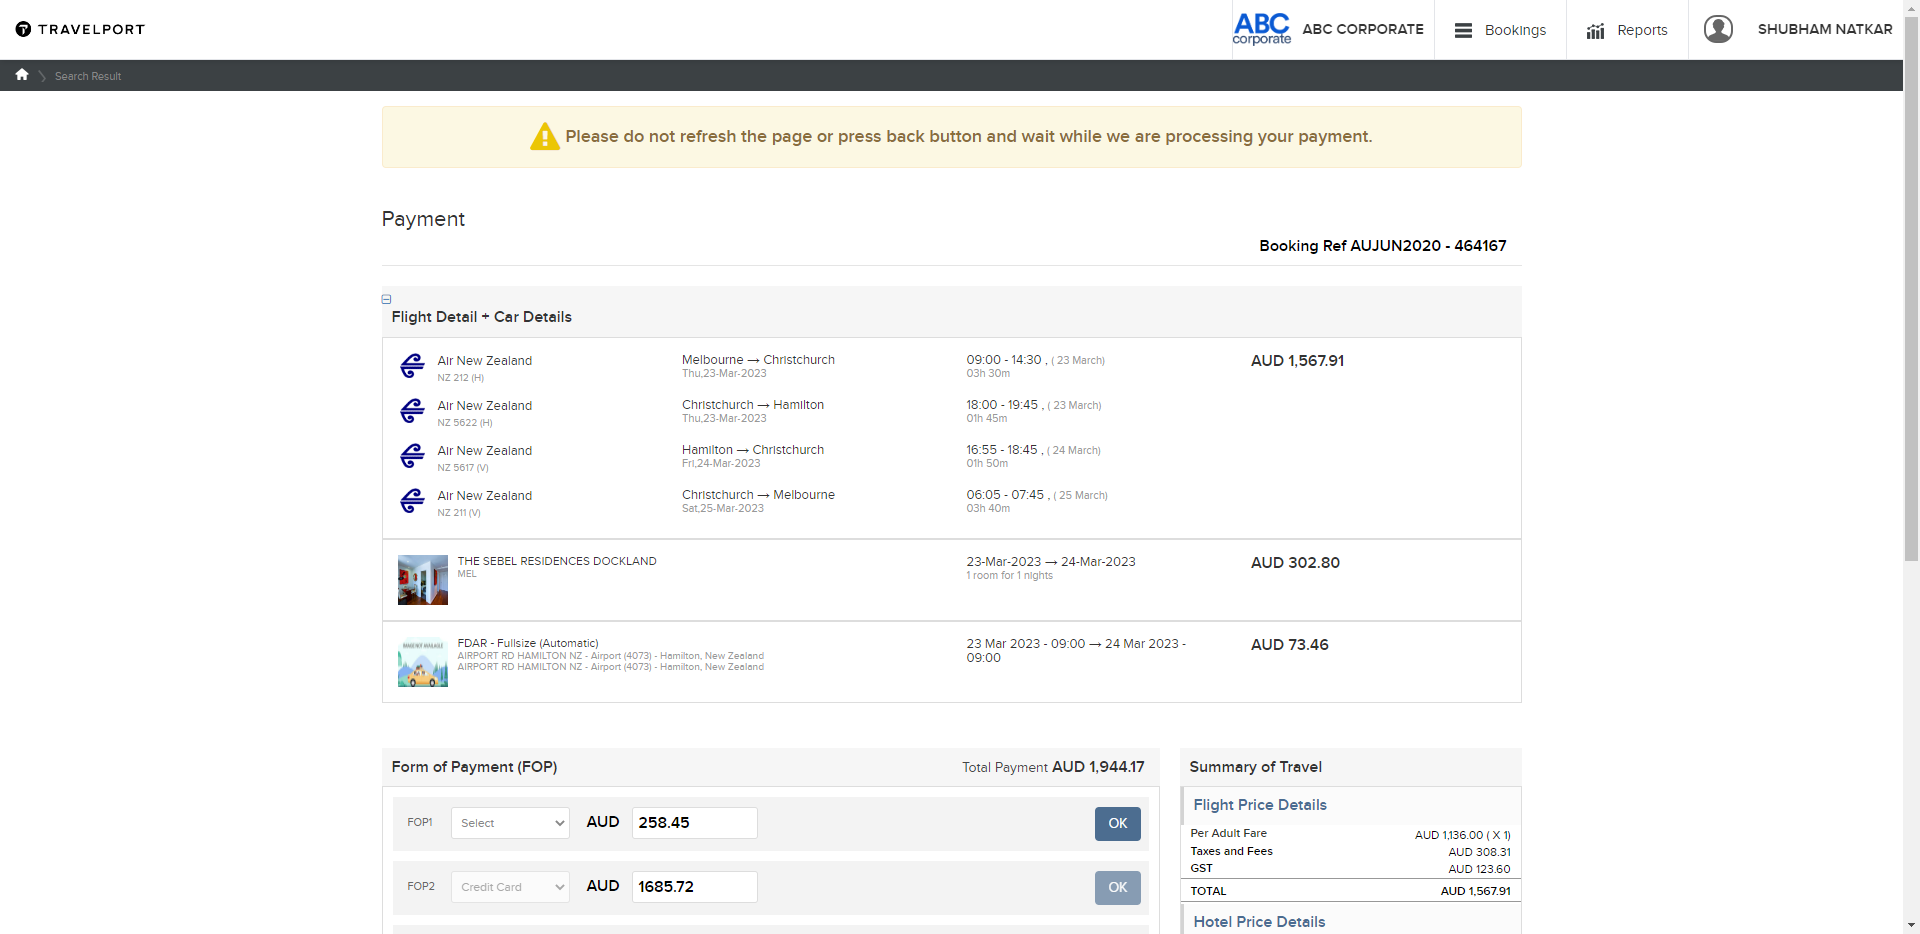 TRAVELPORT
ABC
corporate
ABC CORPORATE
Bookings
Reports
SHUBHAM NATKAR
Search Result
Please do not refresh the page or press back button and wait while we are processing your payment.
Payment
Booking Ref AUJUN2020 - 464167
Flight Detail + Car Details
Air New Zealand
NZ 212 (H)
Melbourne → Christchurch
Thu,23-Mar-2023
09:00 - 14:30 , ( 23 March)
03h 30m
AUD 1,567.91
Air New Zealand
NZ 5622 (H)
Christchurch → Hamilton
Thu,23-Mar-2023
18:00 - 19:45 , ( 23 March)
01h 45m
Air New Zealand
NZ 5617 (V)
Hamilton → Christchurch
Fri,24-Mar-2023
16:55 - 18:45 , ( 24 March)
01h 50m
Air New Zealand
NZ 211 (V)
Christchurch → Melbourne
Sat,25-Mar-2023
06:05 - 07:45 , ( 25 March)
03h 40m
THE SEBEL RESIDENCES DOCKLAND
MEL
23-Mar-2023 → 24-Mar-2023
1 room for 1 nights
AUD 302.80
IMAGE NOT AVAILABLE
FDAR - Fullsize (Automatic)
AIRPORT RD HAMILTON NZ - Airport (4073) - Hamilton, New Zealand
AIRPORT RD HAMILTON NZ - Airport (4073) - Hamilton, New Zealand
23 Mar 2023 - 09:00 → 24 Mar 2023 -
09:00
AUD 73.46
Form of Payment (FOP)
Total Payment AUD 1,944.17
FOP1
Select
AUD
258.45
OK
FOP2
Credit Card
AUD
1685.72
OK
Summary of Travel
Flight Price Details
Per Adult Fare AUD 1,136.00 ( X 1)
Taxes and Fees AUD 308.31
GST AUD 123.60
TOTAL AUD 1,567.91
Hotel Price Details